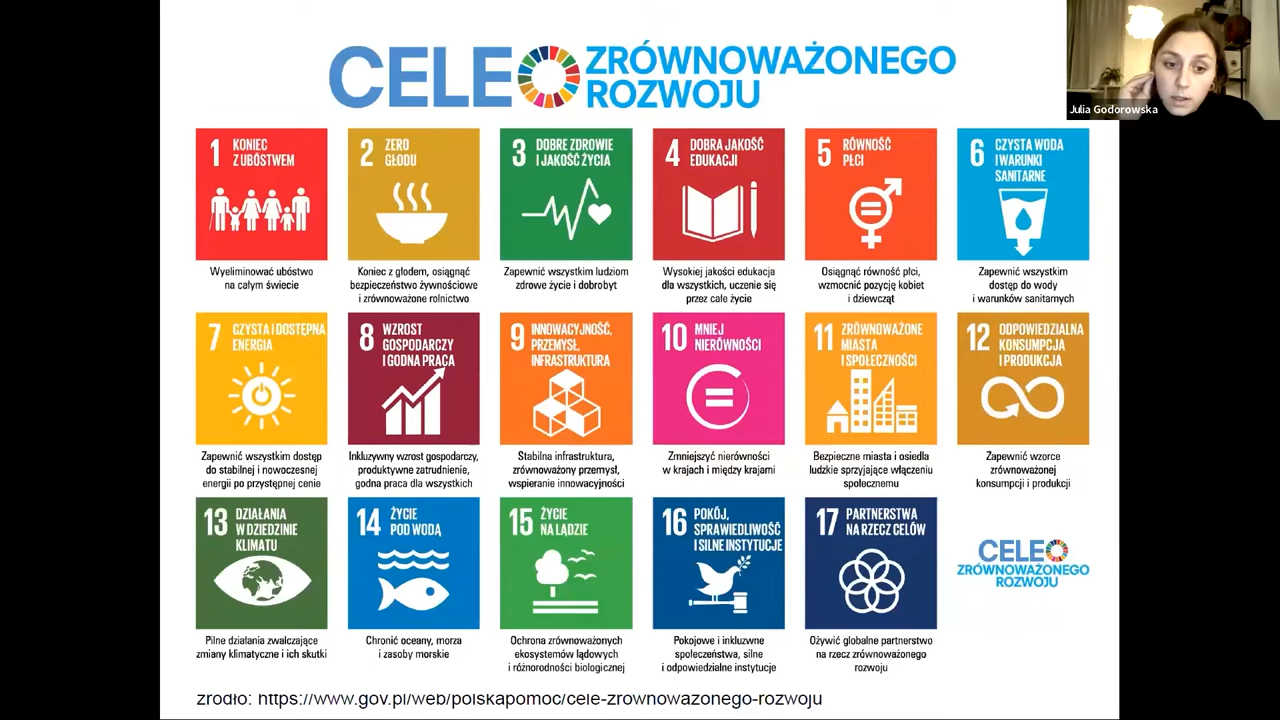 CELE ZRÓWNOWAŻONEGO
ROZWOJU
Julia Godorowska
1 KONIEC
Z UBÓSTWEM
Wyeliminować ubóstwo
na całym świecie
2 ZERO
GŁODU
Koniec z głodem, osiągnąć
bezpieczeństwo żywnościowe
i zrównoważone rolnictwo
3 DOBRE ZDROWIE
I JAKOŚĆ ŻYCIA
Zapewnić wszystkim ludziom
zdrowe życie i dobrobyt
4 DOBRA JAKOŚĆ
EDUKACJI
Wysokiej jakości edukacja
dla wszystkich, uczenie się
przez całe życie
5 RÓWNOŚĆ
PŁCI
Osiągnąć równość płci,
wzmocnić pozycję kobiet
i dziewcząt
6 CZYSTA WODA
I WARUNKI
SANITARNE
Zapewnić wszystkim
dostęp do wody
i warunków sanitarnych
7 CZYSTA I DOSTĘPNA
ENERGIA
Zapewnić wszystkim dostęp
do stabilnej i nowoczesnej
energii po przystępnej cenie
8 WZROST
GOSPODARCZY
I GODNA PRACA
Inkluzywny wzrost gospodarczy,
produktywne zatrudnienie,
godna praca dla wszystkich
9 INNOWACYJNOŚĆ,
PRZEMYSŁ,
INFRASTRUKTURA
Stabilna infrastruktura,
zrównoważony przemysł,
wspieranie innowacyjności
10 MNIEJ
NIERÓWNOŚCI
Zmniejszyć nierówności
w krajach i między krajami
11 ZRÓWNOWAŻONE
MIASTA
I SPOŁECZNOŚCI
Bezpieczne miasta i osiedla
ludzkie sprzyjające włączeniu
społecznemu
12 ODPOWIEDZIALNA
KONSUMPCJA
I PRODUKCJA
Zapewnić wzorce
zrównoważonej
konsumpcji i produkcji
13 DZIAŁANIA
W DZIEDZINIE
KLIMATU
Pilne działania zwalczające
zmiany klimatyczne i ich skutki
14 ŻYCIE
POD WODĄ
Chronić oceany, morza
i zasoby morskie
15 ŻYCIE
NA LĄDZIE
Ochrona zrównoważonych
ekosystemów lądowych
i różnorodności biologicznej
16 POKÓJ,
SPRAWIEDLIWOŚĆ
I SILNE INSTYTUCJE
Pokojowe i inkluzwne
społeczeństwa, silne
i odpowiedzialne instytucje
17 PARTNERSTWA
NA RZECZ CELÓW
Ożywić globalne partnerstwo
na rzecz zrównoważonego
rozwoju
CELE
ZRÓWNOWAŻONEGO
ROZWOJU
zrodło: https://www.gov.pl/web/polskapomoc/cele-zrownowazonego-rozwoju